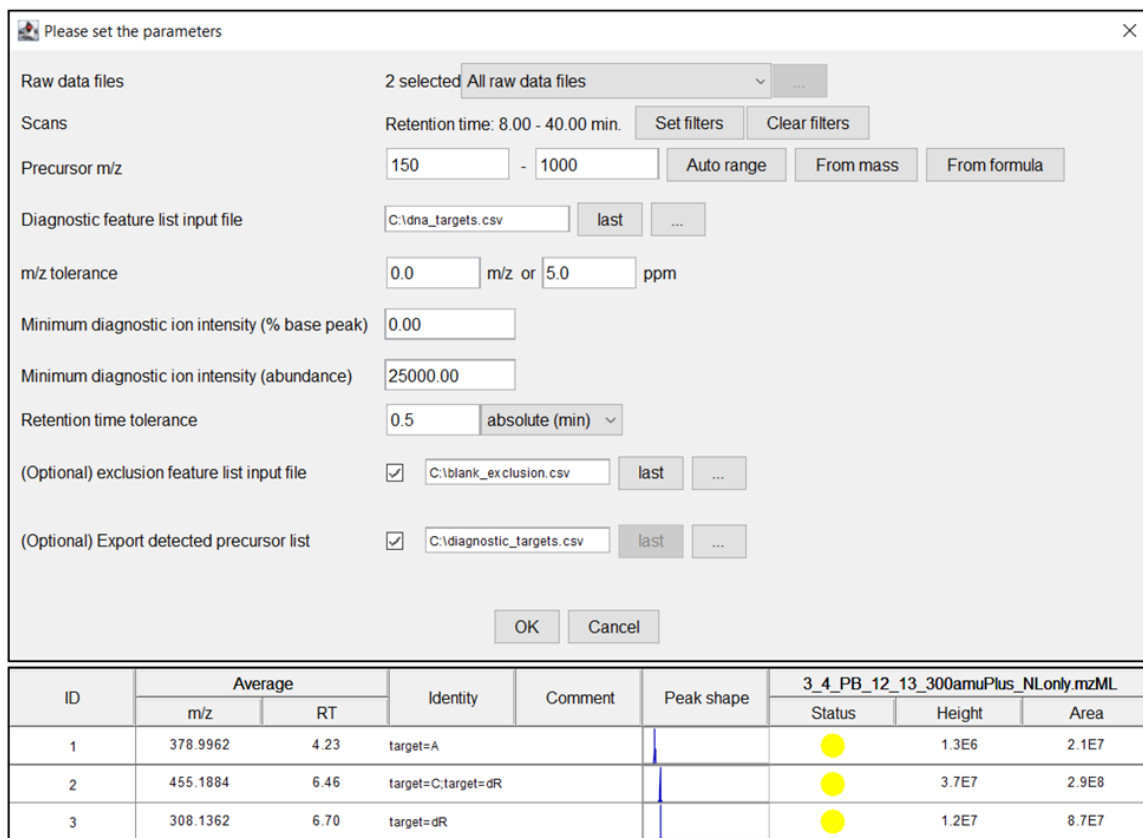 Please set the parameters
Raw data files 2 selected All raw data files ...
Scans Retention time: 8.00 - 40.00 min. Set filters Clear filters
Precursor m/z 150 - 1000 Auto range From mass From formula
Diagnostic feature list input file C:\dna_targets.csv last ...
m/z tolerance 0.0 m/z or 5.0 ppm
Minimum diagnostic ion intensity (% base peak) 0.00
Minimum diagnostic ion intensity (abundance) 25000.00
Retention time tolerance 0.5 absolute (min)
(Optional) exclusion feature list input file C:\blank_exclusion.csv last ...
(Optional) Export detected precursor list C:\diagnostic_targets.csv last ...
OK Cancel
ID Average Identity Comment Peak shape 3_4_PB_12_13_300amuPlus_NLonly.mzML
m/z RT Status Height Area
1 378.9962 4.23 target=A 1.3E6 2.1E7
2 455.1884 6.46 target=C;target=dR 3.7E7 2.9E8
3 308.1362 6.70 target=dR 1.2E7 8.7E7